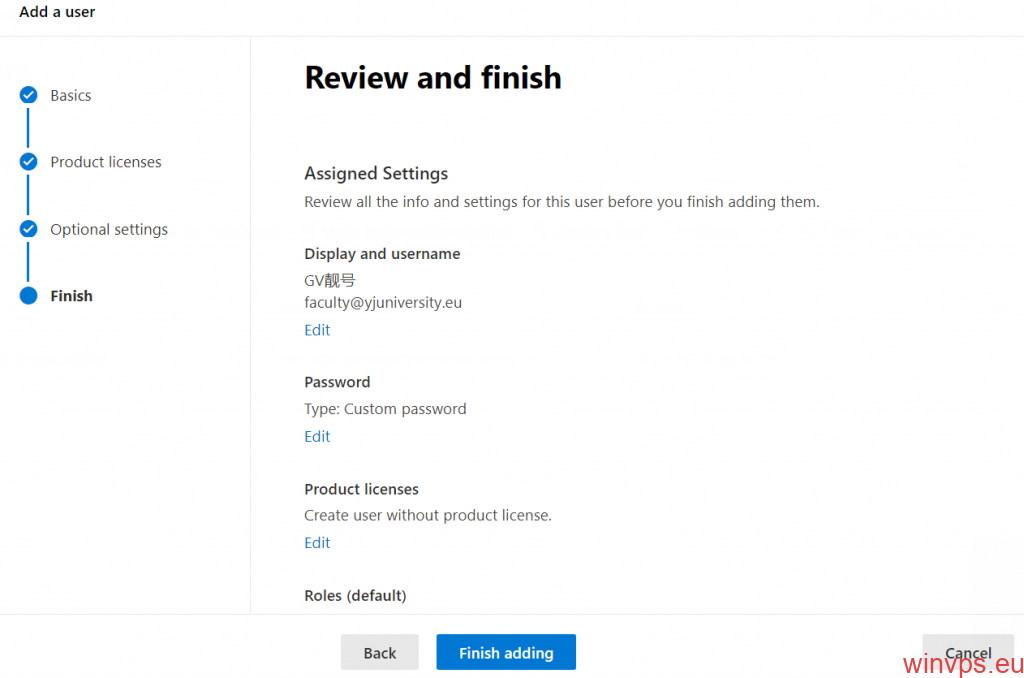 Add a user
Basics
Product licenses
Optional settings
Finish
Review and finish
Assigned Settings
Review all the info and settings for this user before you finish adding them.
Display and username
GV靓号
faculty@yjuniversity.eu
Edit
Password
Type: Custom password
Edit
Product licenses
Create user without product license.
Edit
Roles (default)
Back
Finish adding
Cancel
winvps.eu